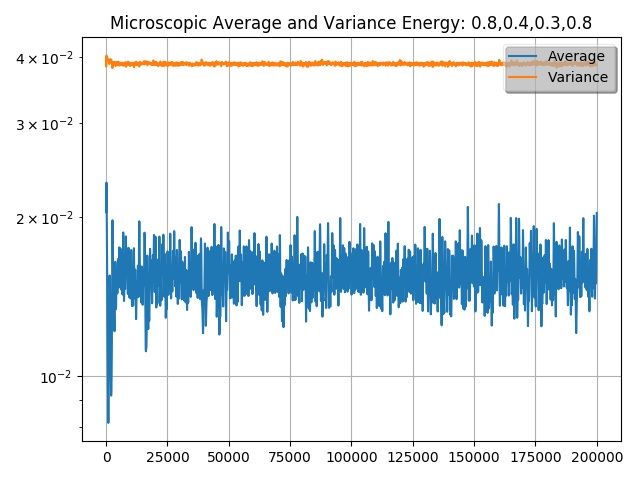 Microscopic Average and Variance Energy: 0.8,0.4,0.3,0.8
Average
Variance
4 × 10⁻²
3 × 10⁻²
2 × 10⁻²
10⁻²
0 25000 50000 75000 100000 125000 150000 175000 200000